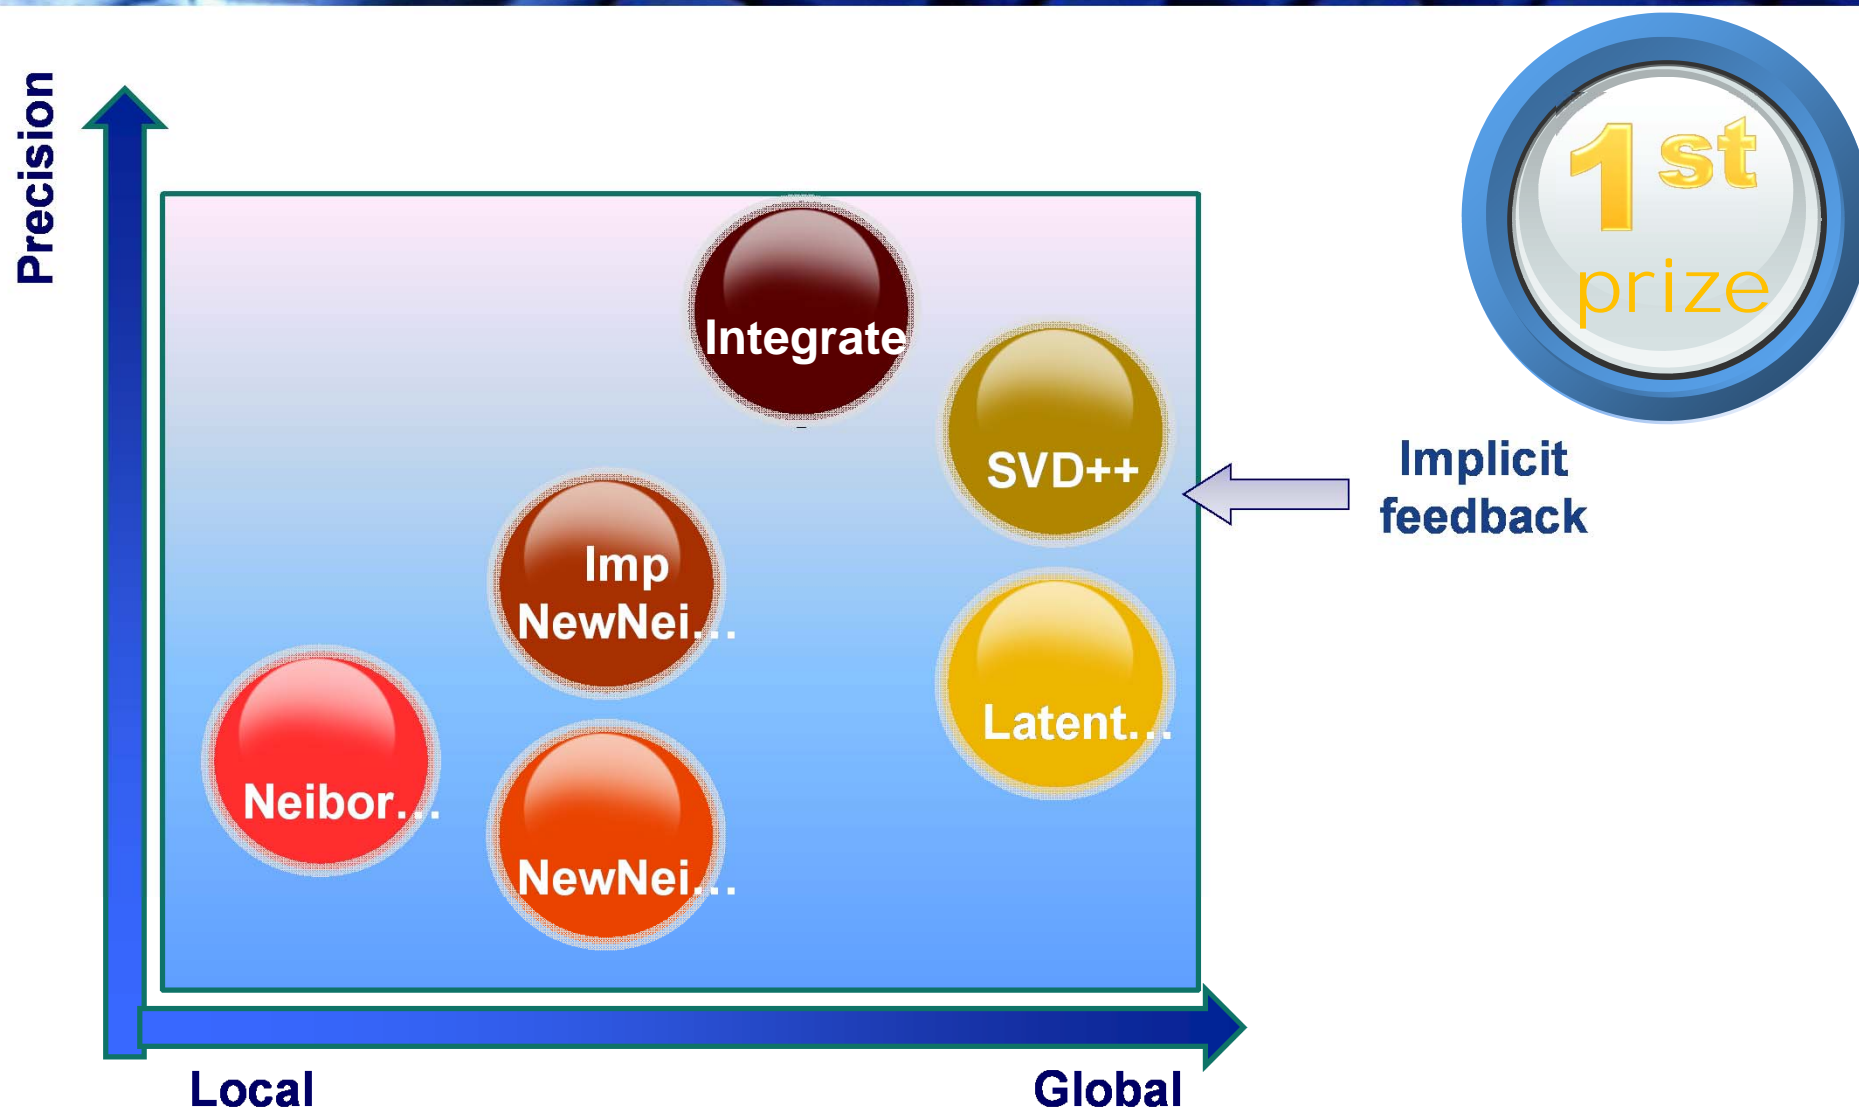 Precision
1st
prize
Integrate
SVD++
Implicit
feedback
Imp
NewNei...
Latent...
Neibor...
NewNei...
Local
Global